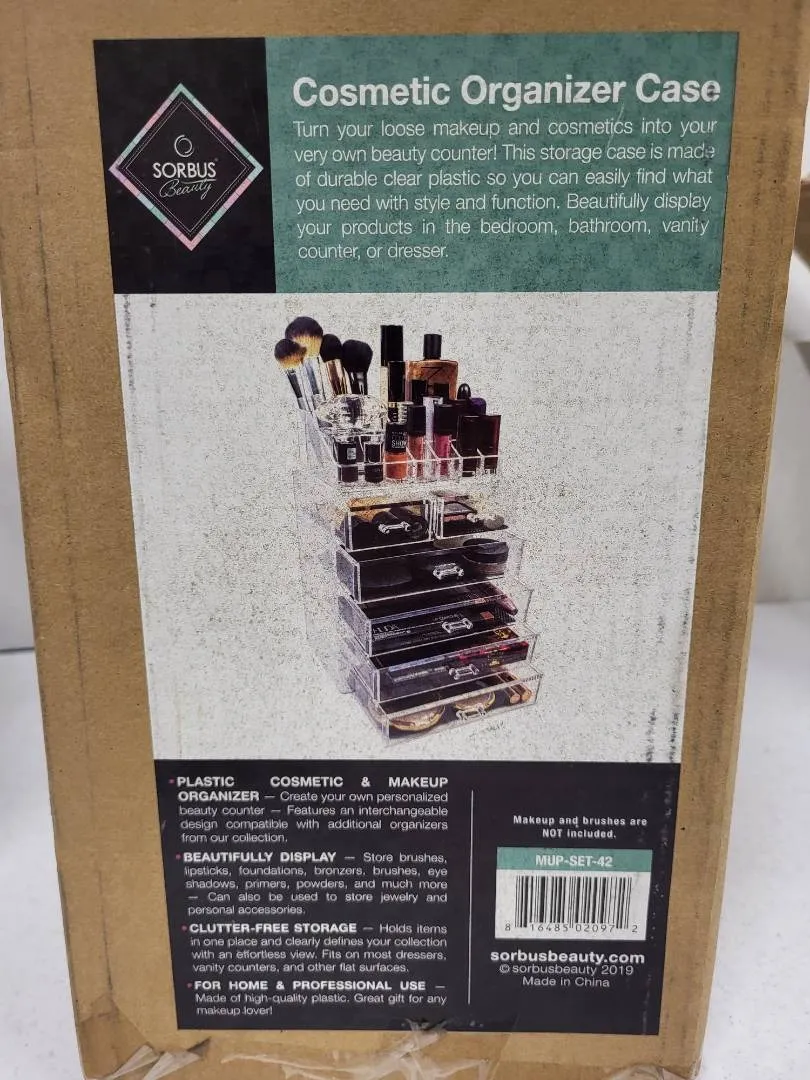 SORBUS
Beauty
Cosmetic Organizer Case
Turn your loose makeup and cosmetics into your
very own beauty counter! This storage case is made
of durable clear plastic so you can easily find what
you need with style and function. Beautifully display
your products in the bedroom, bathroom, vanity
counter, or dresser.
• PLASTIC COSMETIC & MAKEUP
ORGANIZER — Create your own personalized
beauty counter — Features an interchangeable
design compatible with additional organizers
from our collection.
• BEAUTIFULLY DISPLAY — Store brushes,
lipsticks, foundations, bronzers, brushes, eye
shadows, primers, powders, and much more
— Can also be used to store jewelry and
personal accessories.
• CLUTTER-FREE STORAGE — Holds items
in one place and clearly defines your collection
with an effortless view. Fits on most dressers,
vanity counters, and other flat surfaces.
• FOR HOME & PROFESSIONAL USE —
Made of high-quality plastic. Great gift for any
makeup lover!
Makeup and brushes are
NOT included.
MUP-SET-42
8 16485 02097 2
sorbusbeauty.com
© sorbusbeauty 2019
Made in China